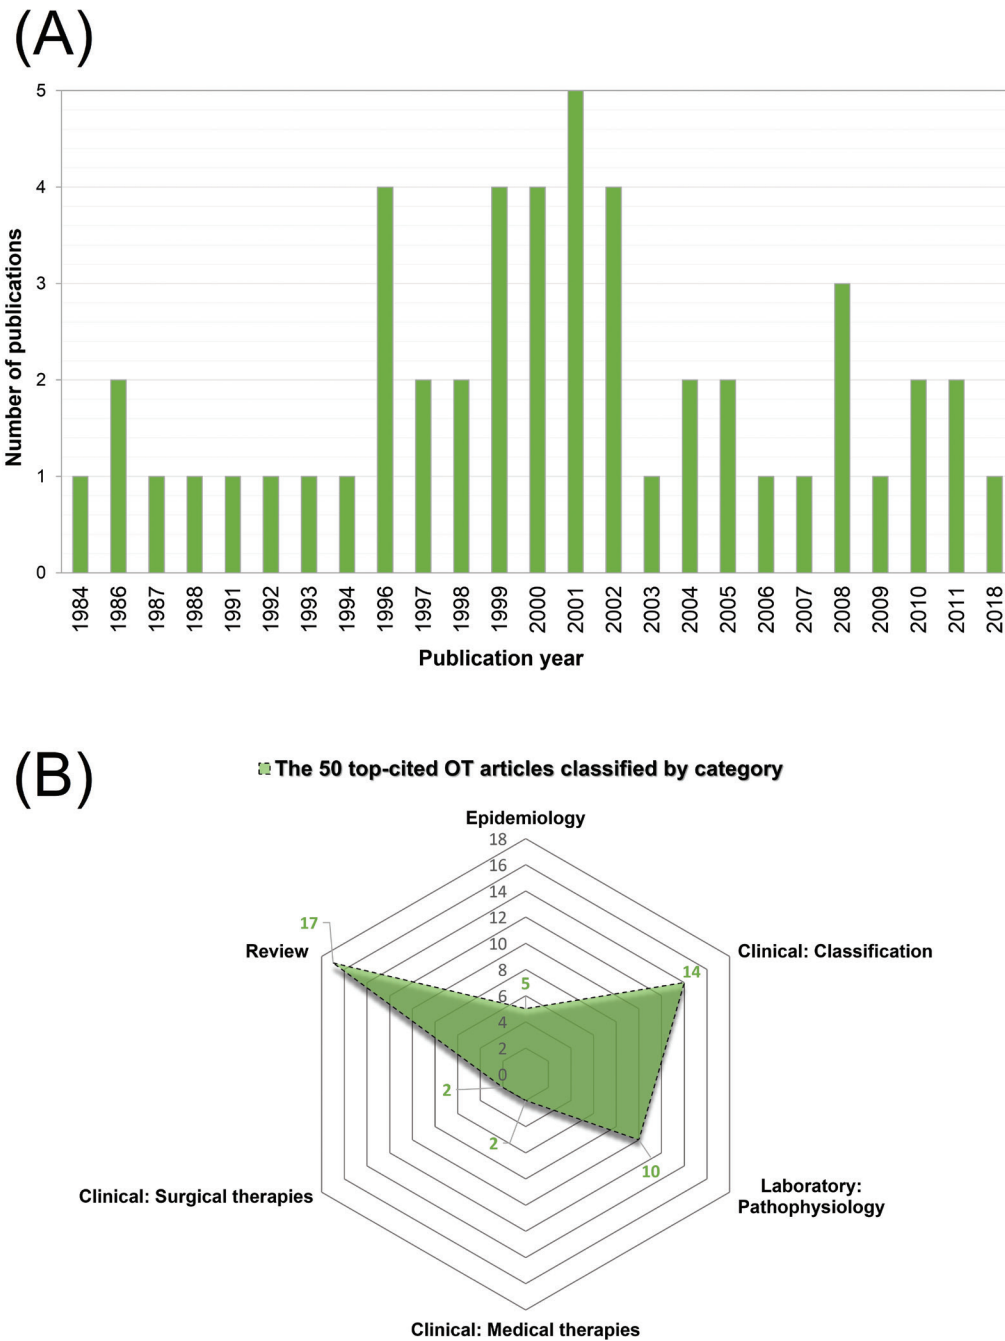 (A)
5
4
3
2
1
0
Number of publications
1984 1986 1987 1988 1991 1992 1993 1994 1996 1997 1998 1999 2000 2001 2002 2003 2004 2005 2006 2007 2008 2009 2010 2011 2018
Publication year
(B)
The 50 top-cited OT articles classified by category
Epidemiology
18
16
14
12
10
8
6
4
2
0
17
Review
Clinical: Classification
14
5
2
2
10
Clinical: Surgical therapies
Laboratory:
Pathophysiology
Clinical: Medical therapies